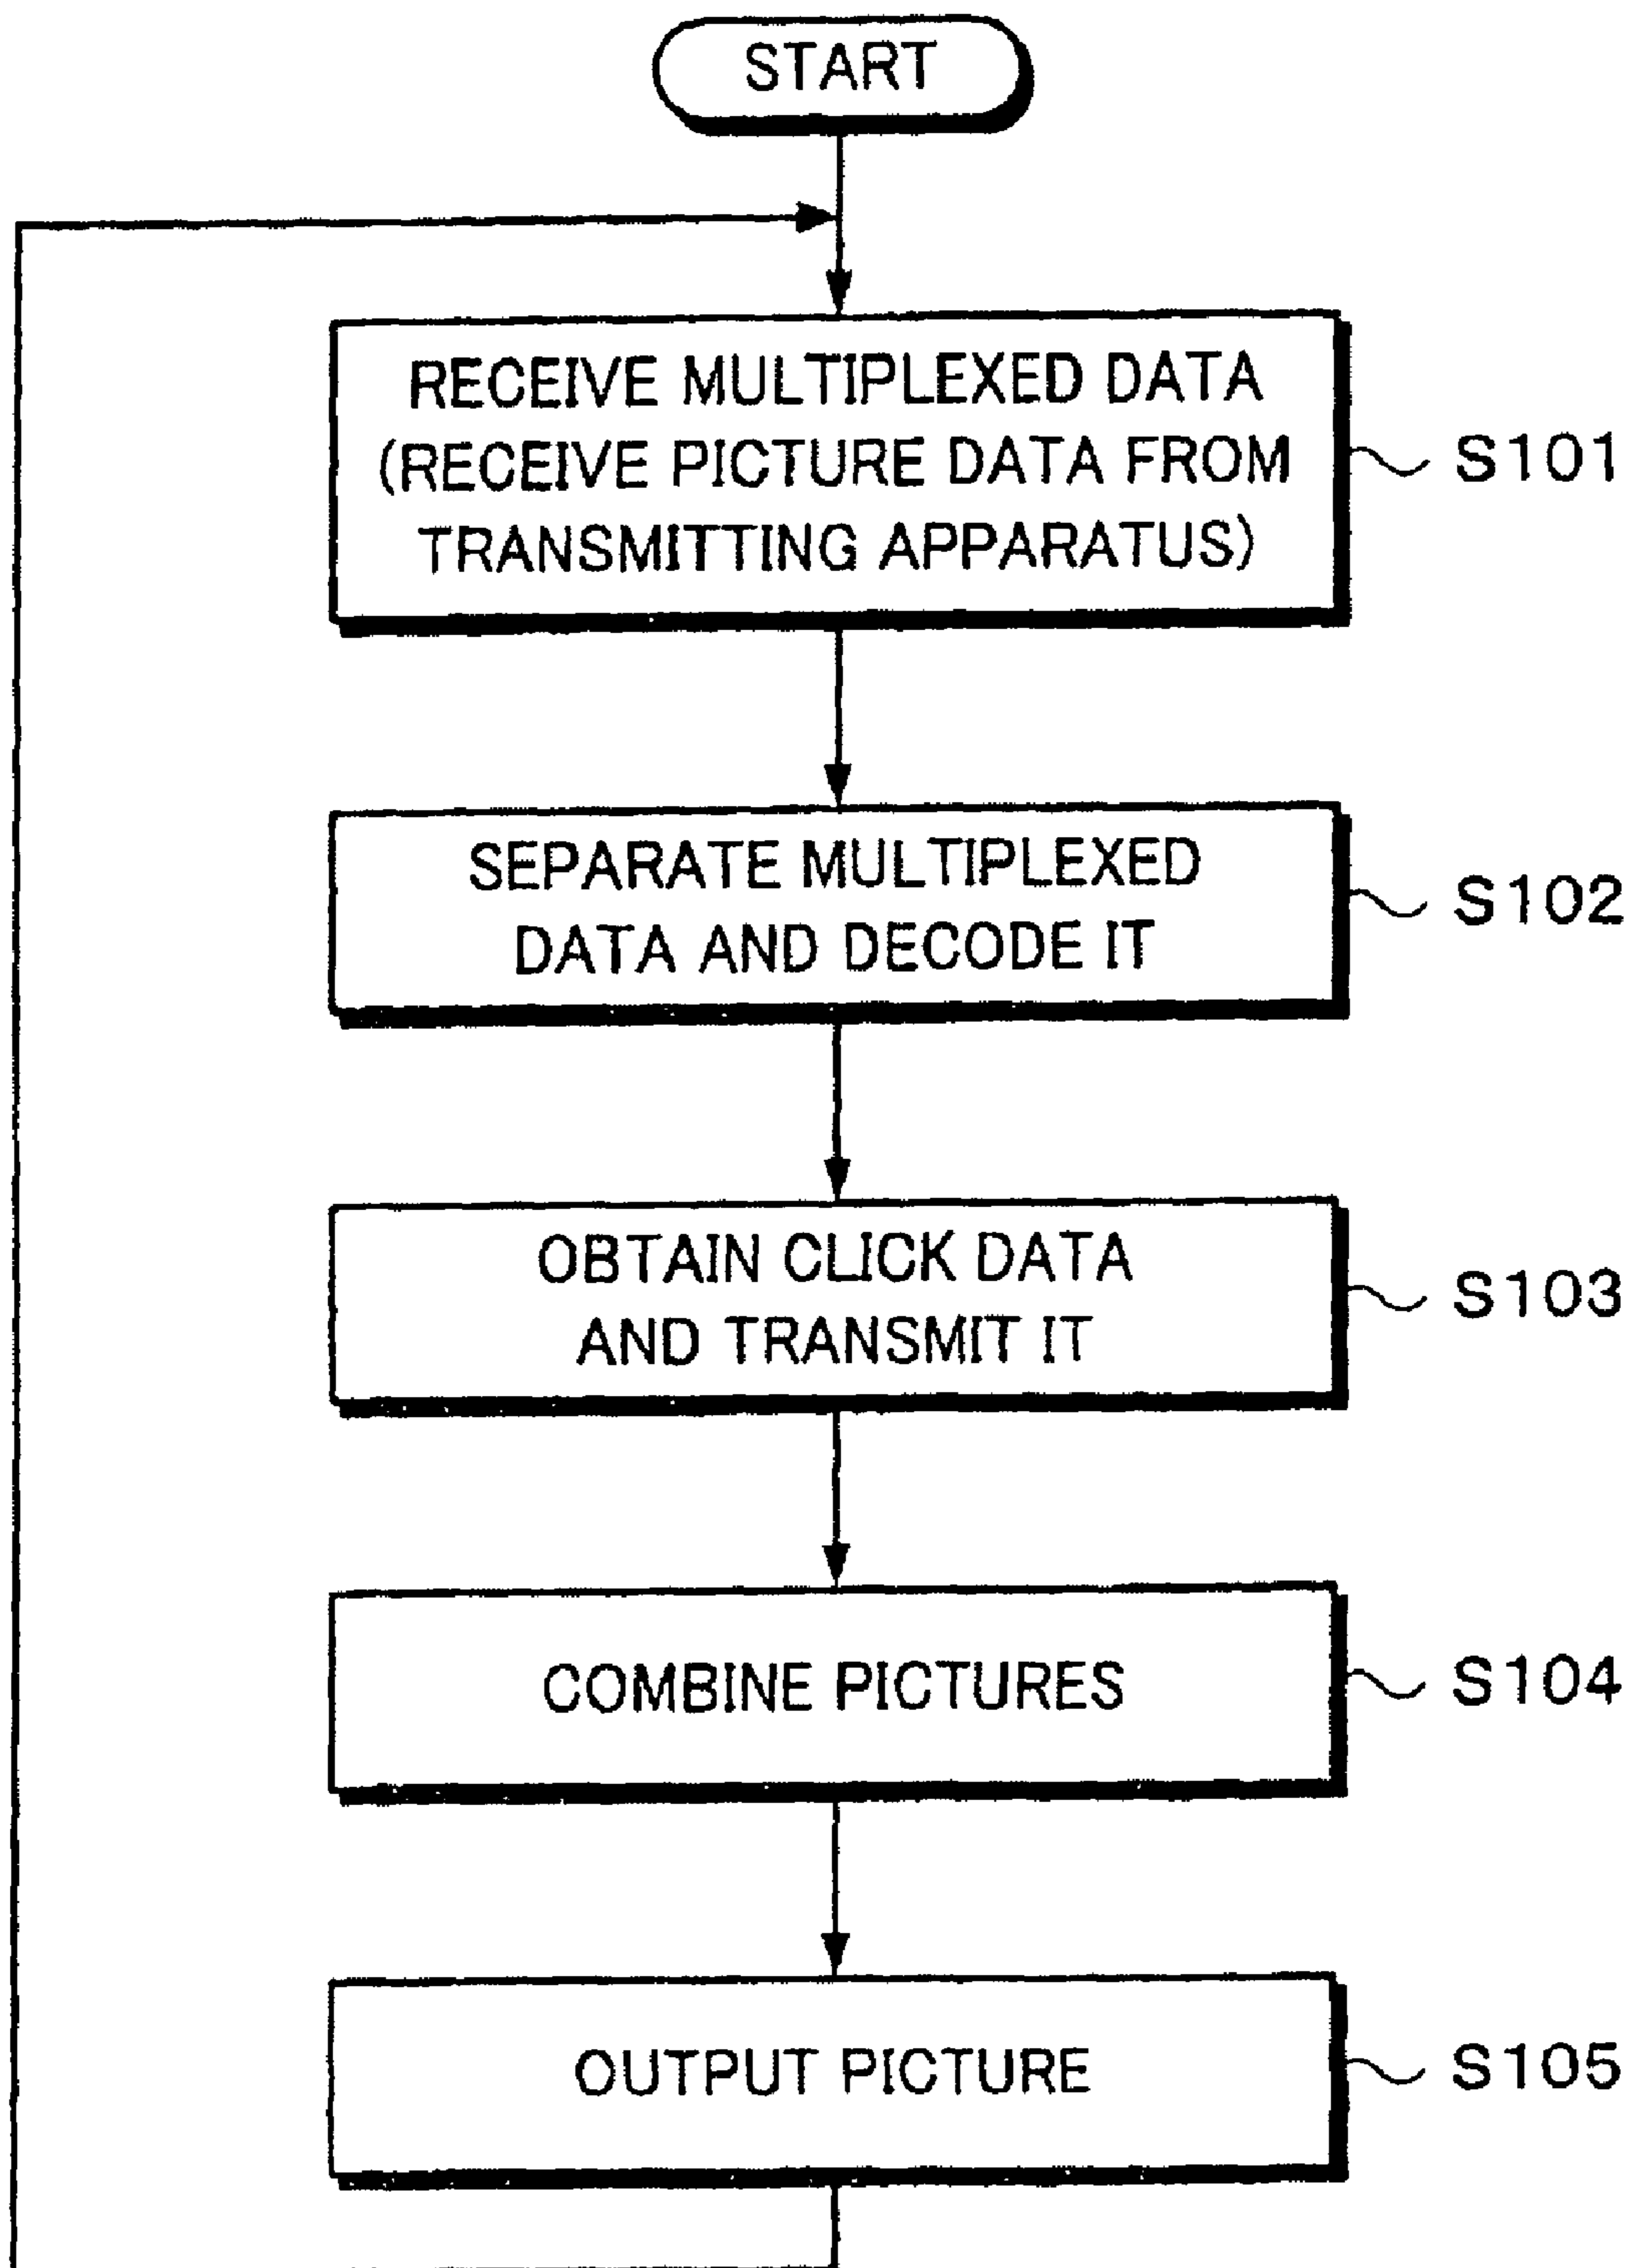 START
RECEIVE MULTIPLEXED DATA
(RECEIVE PICTURE DATA FROM
TRANSMITTING APPARATUS)
S101
SEPARATE MULTIPLEXED
DATA AND DECODE IT
S102
OBTAIN CLICK DATA
AND TRANSMIT IT
S103
COMBINE PICTURES
S104
OUTPUT PICTURE
S105